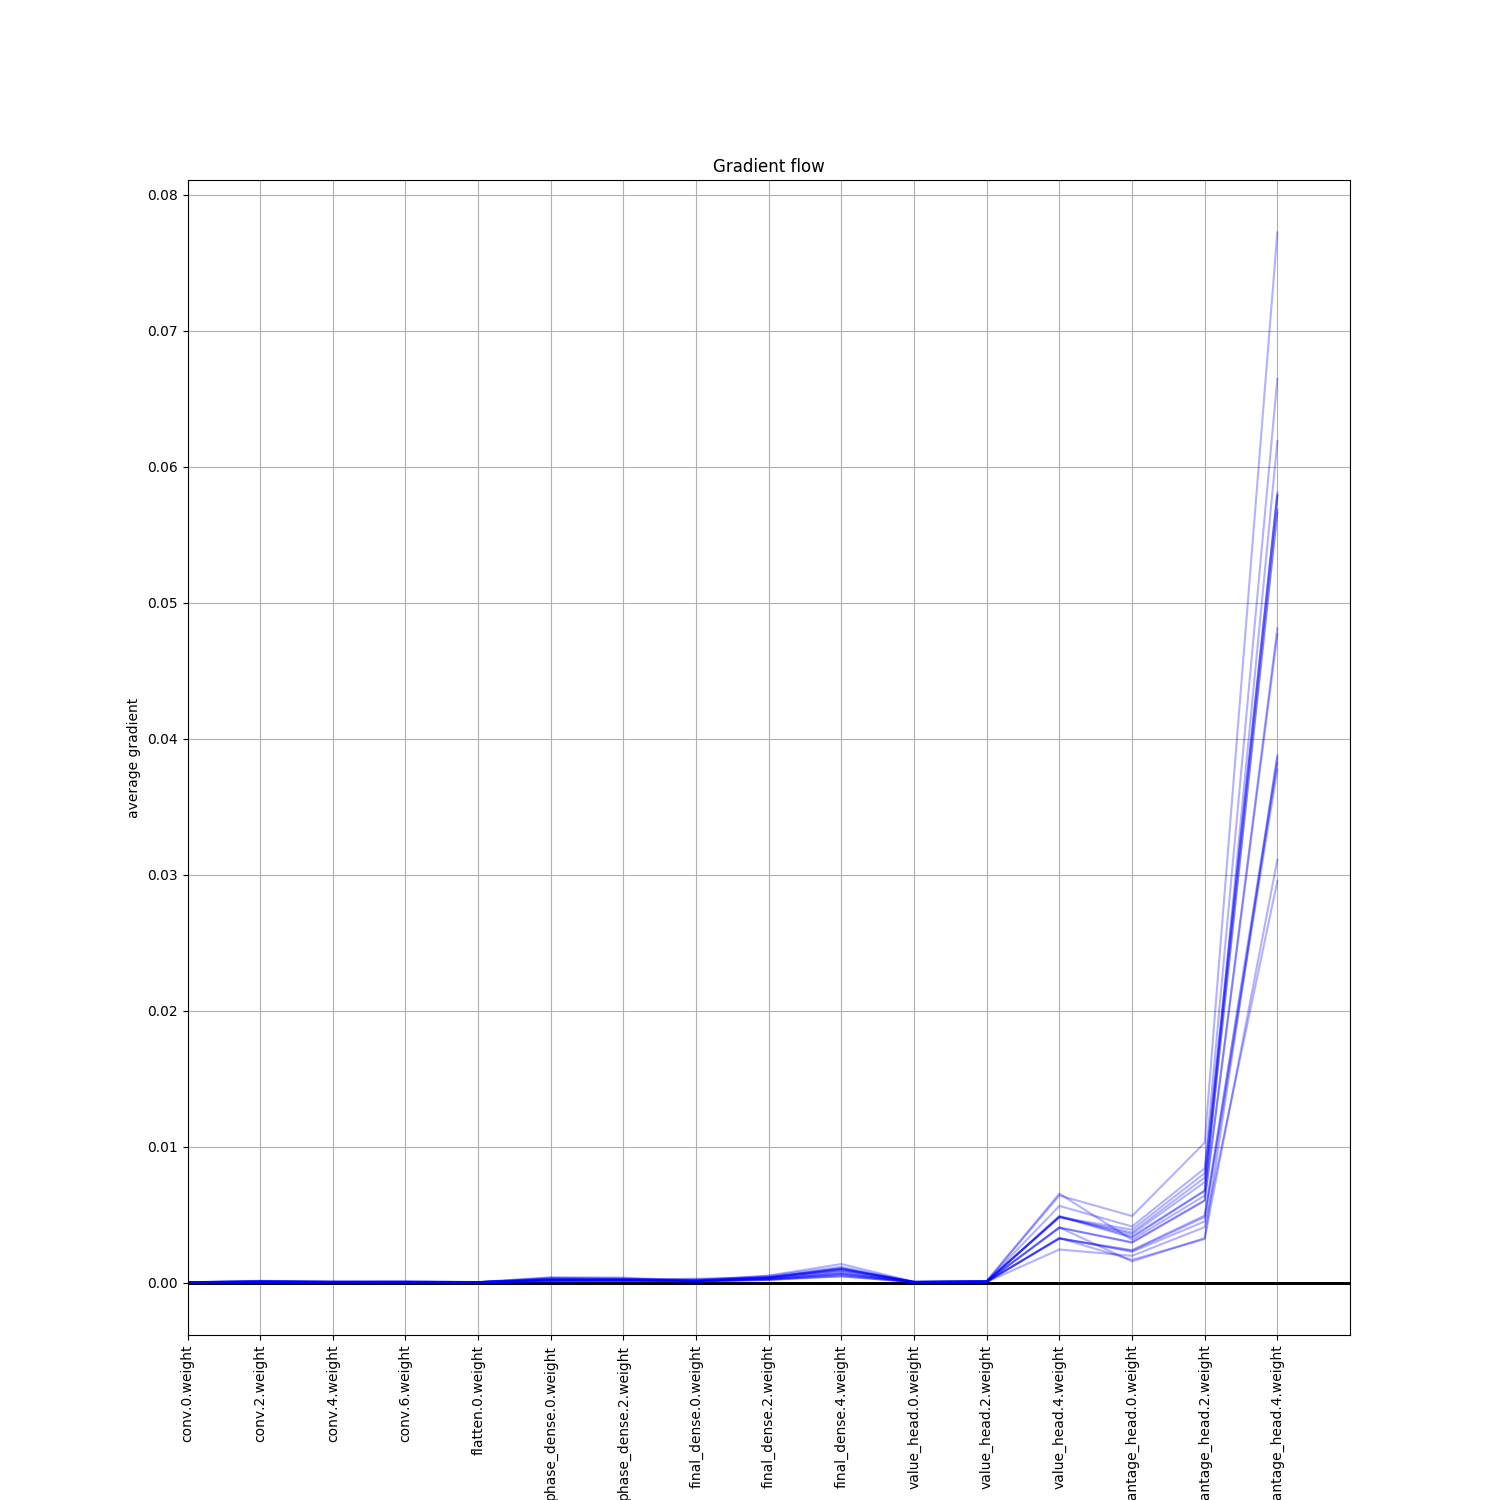 Gradient flow
0.08
0.07
0.06
0.05
0.04
0.03
0.02
0.01
0.00
average gradient
conv.0.weight
conv.2.weight
conv.4.weight
conv.6.weight
flatten.0.weight
phase_dense.0.weight
phase_dense.2.weight
final_dense.0.weight
final_dense.2.weight
final_dense.4.weight
value_head.0.weight
value_head.2.weight
value_head.4.weight
antage_head.0.weight
antage_head.2.weight
antage_head.4.weight